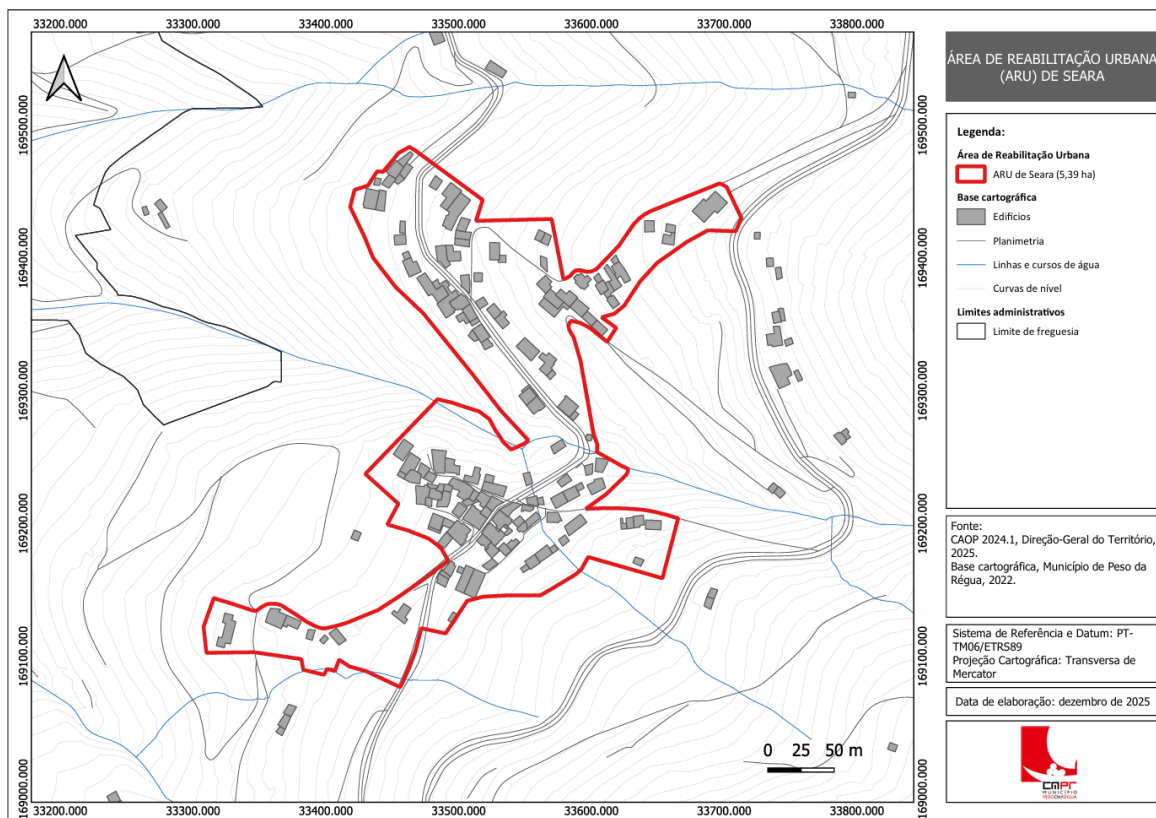 33200.000 33300.000 33400.000 33500.000 33600.000 33700.000 33800.000
169500.000
169400.000
169300.000
169200.000
169100.000
169000.000
169500.000
169400.000
169300.000
169200.000
169100.000
169000.000
0 25 50 m
33200.000 33300.000 33400.000 33500.000 33600.000 33700.000 33800.000
ÁREA DE REABILITAÇÃO URBANA
(ARU) DE SEARA
Legenda:
Área de Reabilitação Urbana
ARU de Seara (5,39 ha)
Base cartográfica
Edifícios
Planimetria
Linhas e cursos de água
Curvas de nível
Limites administrativos
Limite de freguesia
Fonte:
CAOP 2024.1, Direção-Geral do Território,
2025.
Base cartográfica, Município de Peso da
Régua, 2022.
Sistema de Referência e Datum: PT-
TM06/ETRS89
Projeção Cartográfica: Transversa de
Mercator
Data de elaboração: dezembro de 2025
CMPR
MUNICÍPIO
PESO DA RÉGUA